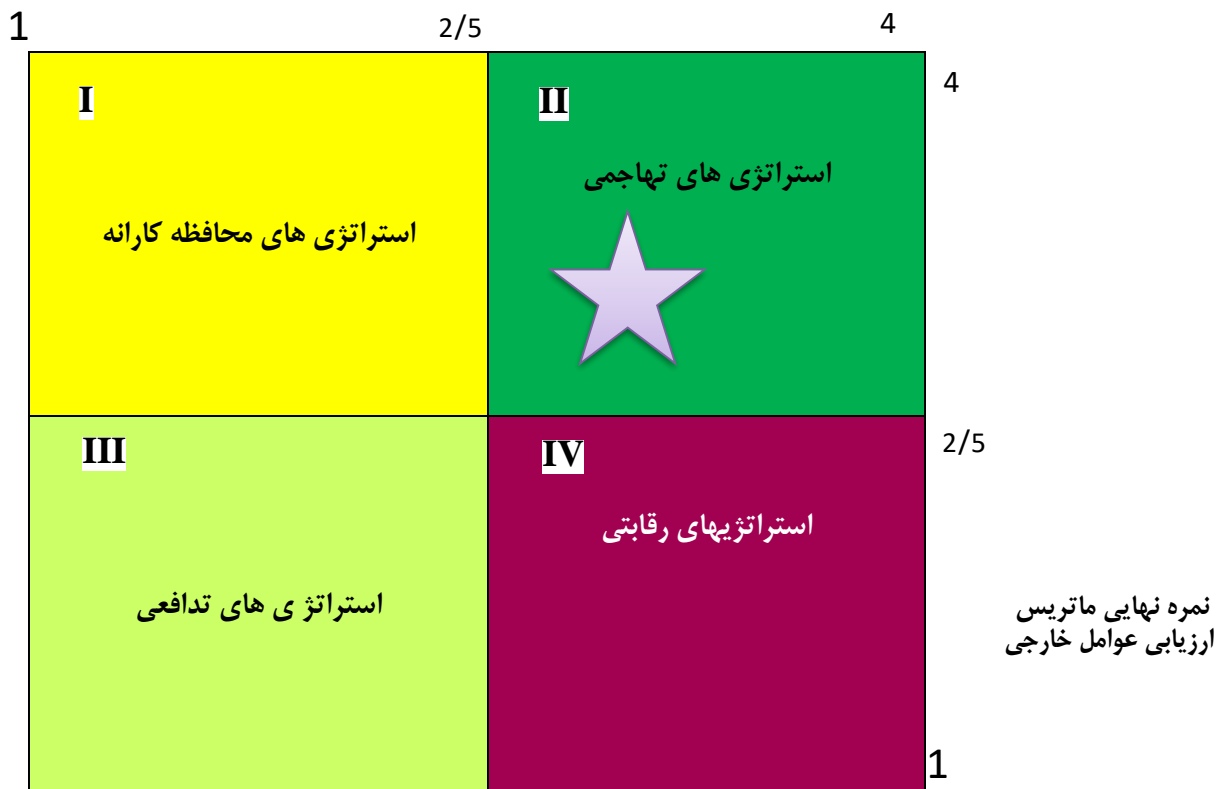 1
2/5
4
I
II
4
استراتژی های تهاجمی
استراتژی های محافظه کارانه
III
IV
2/5
استراتژیهای رقابتی
استراتژ ی های تدافعی
نمره نهایی ماتریس
ارزیابی عوامل خارجی
1